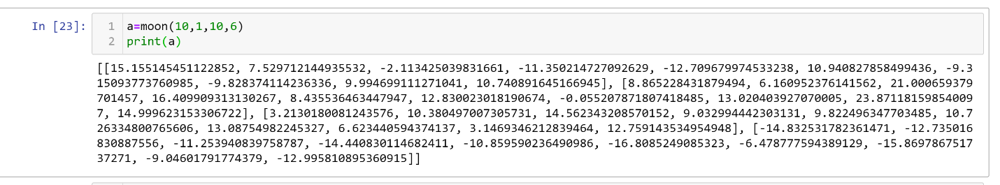 In [23]:
1 a=moon(10,1,10,6)
2 print(a)
[[15.155145451122852, 7.529712144935532, -2.113425039831661, -11.350214727092629, -12.709679974533238, 10.940827858499436, -9.3
15093773760985, -9.828374114236336, 9.994699111271041, 10.740891645166945], [8.865228431879494, 6.160952376141562, 21.000659379
701457, 16.409909313130267, 8.435536463447947, 12.830023018190674, -0.055207871807418485, 13.020403927070005, 23.87118159854009
7, 14.999623153306722], [3.2130180081243576, 10.380497007305731, 14.562343208570152, 9.032994442303131, 9.822496347703485, 10.7
26334800765606, 13.08754982245327, 6.623440594374137, 3.1469346212839464, 12.759143534954948], [-14.832531782361471, -12.735016
830887556, -11.253940839758787, -14.440830114682411, -10.859590236490986, -16.8085249085323, -6.478777594389129, -15.8697867517
37271, -9.04601791774379, -12.995810895360915]]